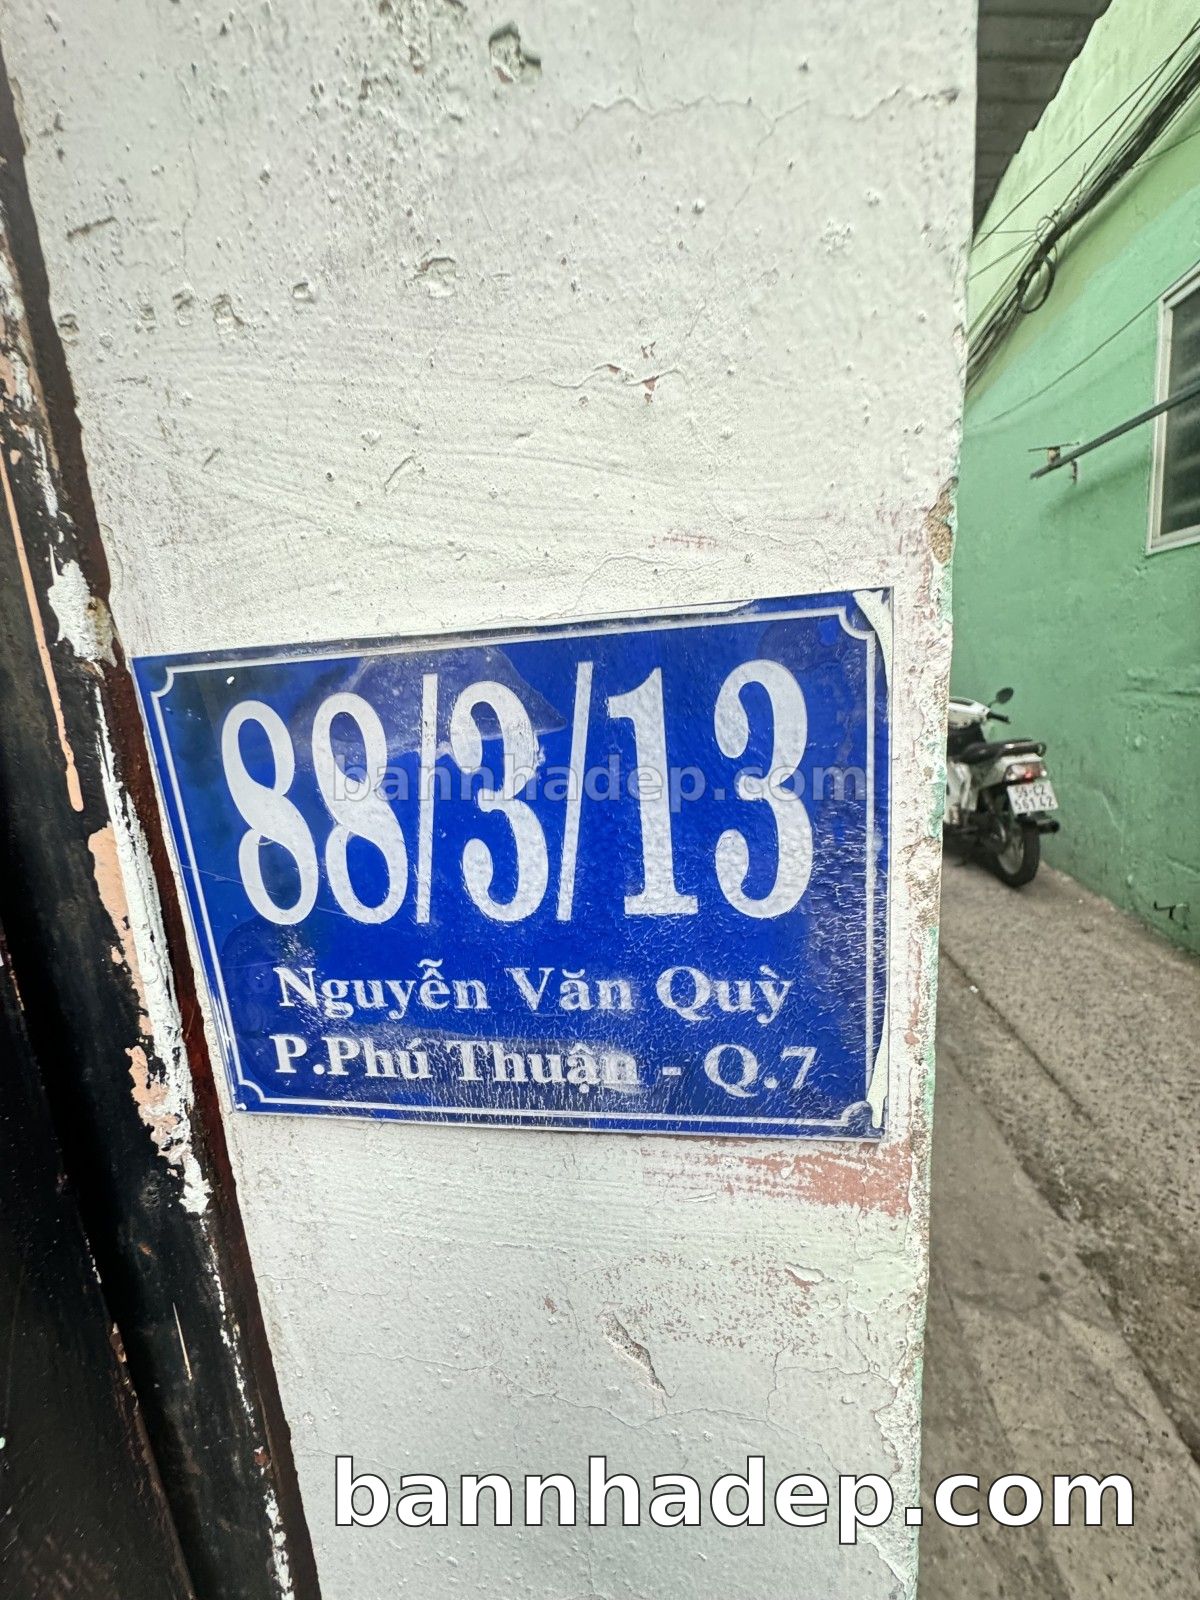 88/3/13
bannhadep.com
Nguyễn Văn Quỳ
P.Phú Thuận - Q.7
bannhadep.com